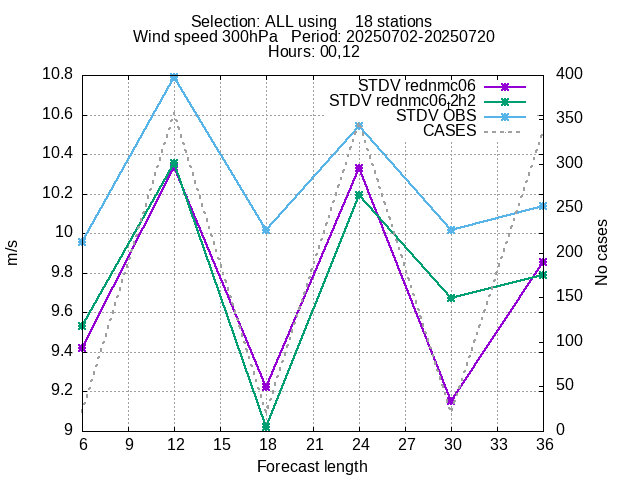 Selection: ALL using    18 stations
Wind speed 300hPa   Period: 20250702-20250720
Hours: 00,12
STDV rednmc06
STDV rednmc06,2h2
STDV OBS
CASES
10.8
10.6
10.4
10.2
10
9.8
9.6
9.4
9.2
9
m/s
400
350
300
250
200
150
100
50
0
No cases
6 9 12 15 18 21 24 27 30 33 36
Forecast length